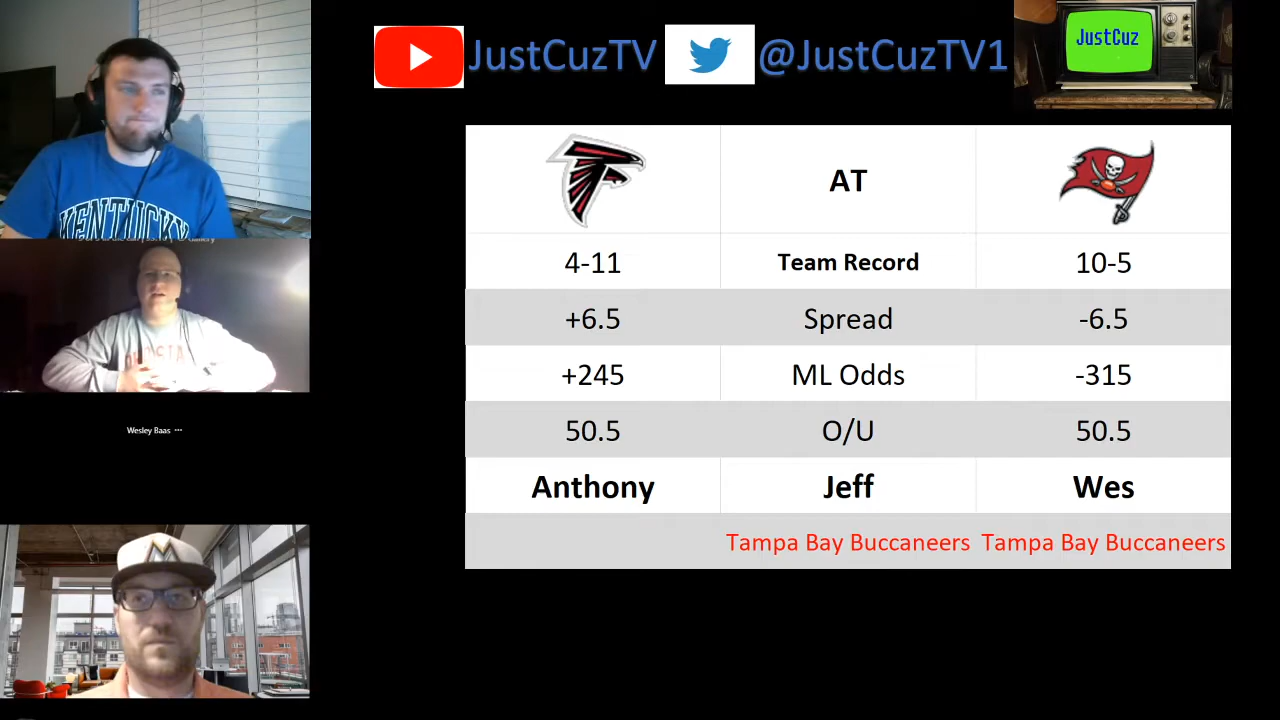 JustCuzTV @JustCuzTV1
JustCuz
KENTUCKY
AT
4-11 Team Record 10-5
+6.5 Spread -6.5
+245 ML Odds -315
50.5 O/U 50.5
Wesley Baas ···
Anthony Jeff Wes
Tampa Bay Buccaneers Tampa Bay Buccaneers